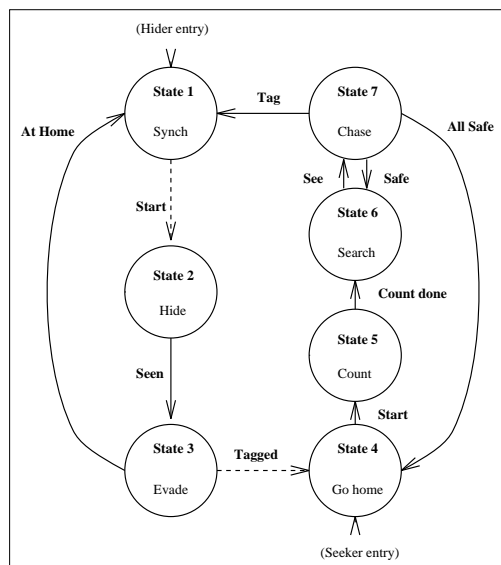 (Hider entry)
State 1
Synch
State 7
Chase
Tag
At Home
All Safe
See
Safe
Start
State 6
Search
State 2
Hide
Count done
State 5
Count
Seen
Start
State 3
Evade
Tagged
State 4
Go home
(Seeker entry)